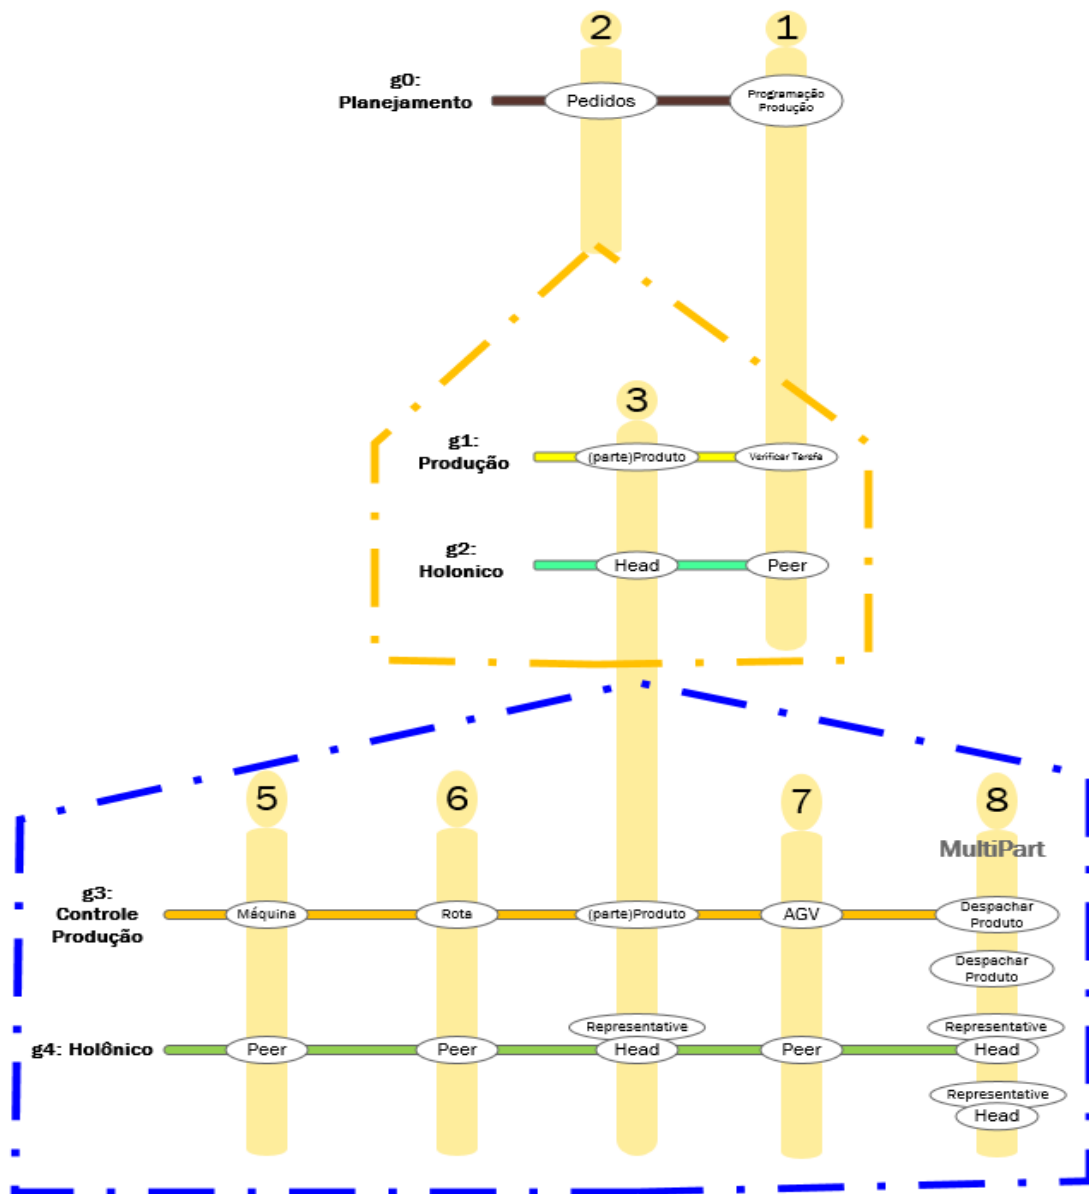 2
1
g0:
Planejamento
Pedidos
Programação
Produção
3
g1:
Produção
(parte)Produto
Verificar Tarefa
g2:
Holonico
Head
Peer
5
6
7
8
MultiPart
g3:
Controle
Produção
Máquina
Rota
(parte)Produto
AGV
Despachar
Produto
Despachar
Produto
g4: Holônico
Peer
Peer
Representative
Head
Peer
Representative
Head
Representative
Head